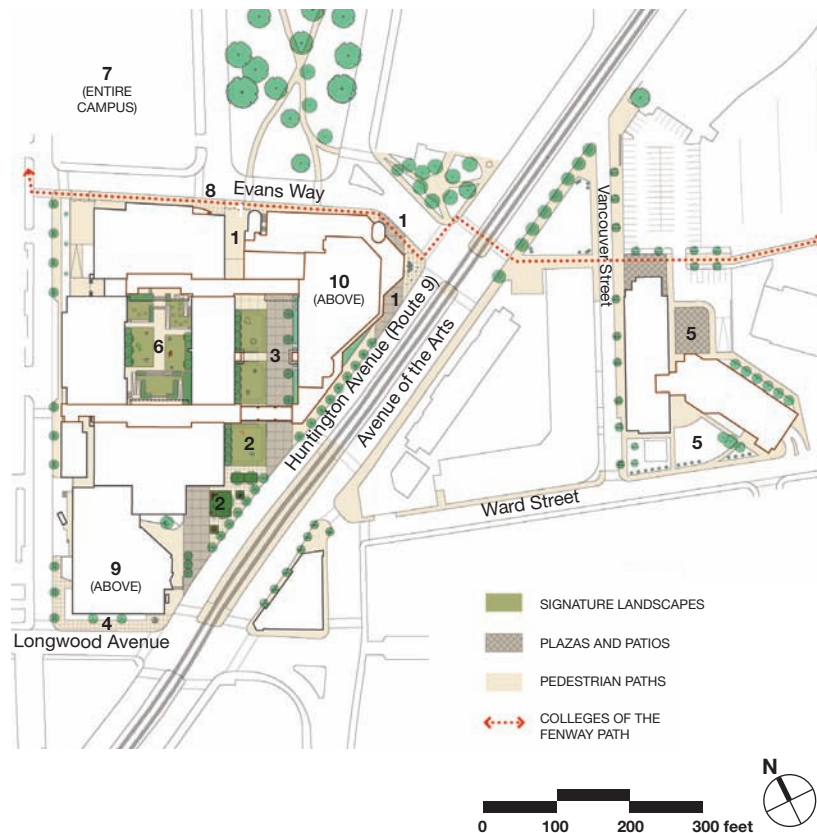 7
(ENTIRE
CAMPUS)
8
Evans Way
1
1
Vancouver Street
10
(ABOVE)
1
Huntington Avenue (Route 9)
Avenue of the Arts
6
3
5
2
5
2
Ward Street
9
(ABOVE)
4
Longwood Avenue
SIGNATURE LANDSCAPES
PLAZAS AND PATIOS
PEDESTRIAN PATHS
COLLEGES OF THE
FENWAY PATH
N
0 100 200 300 feet